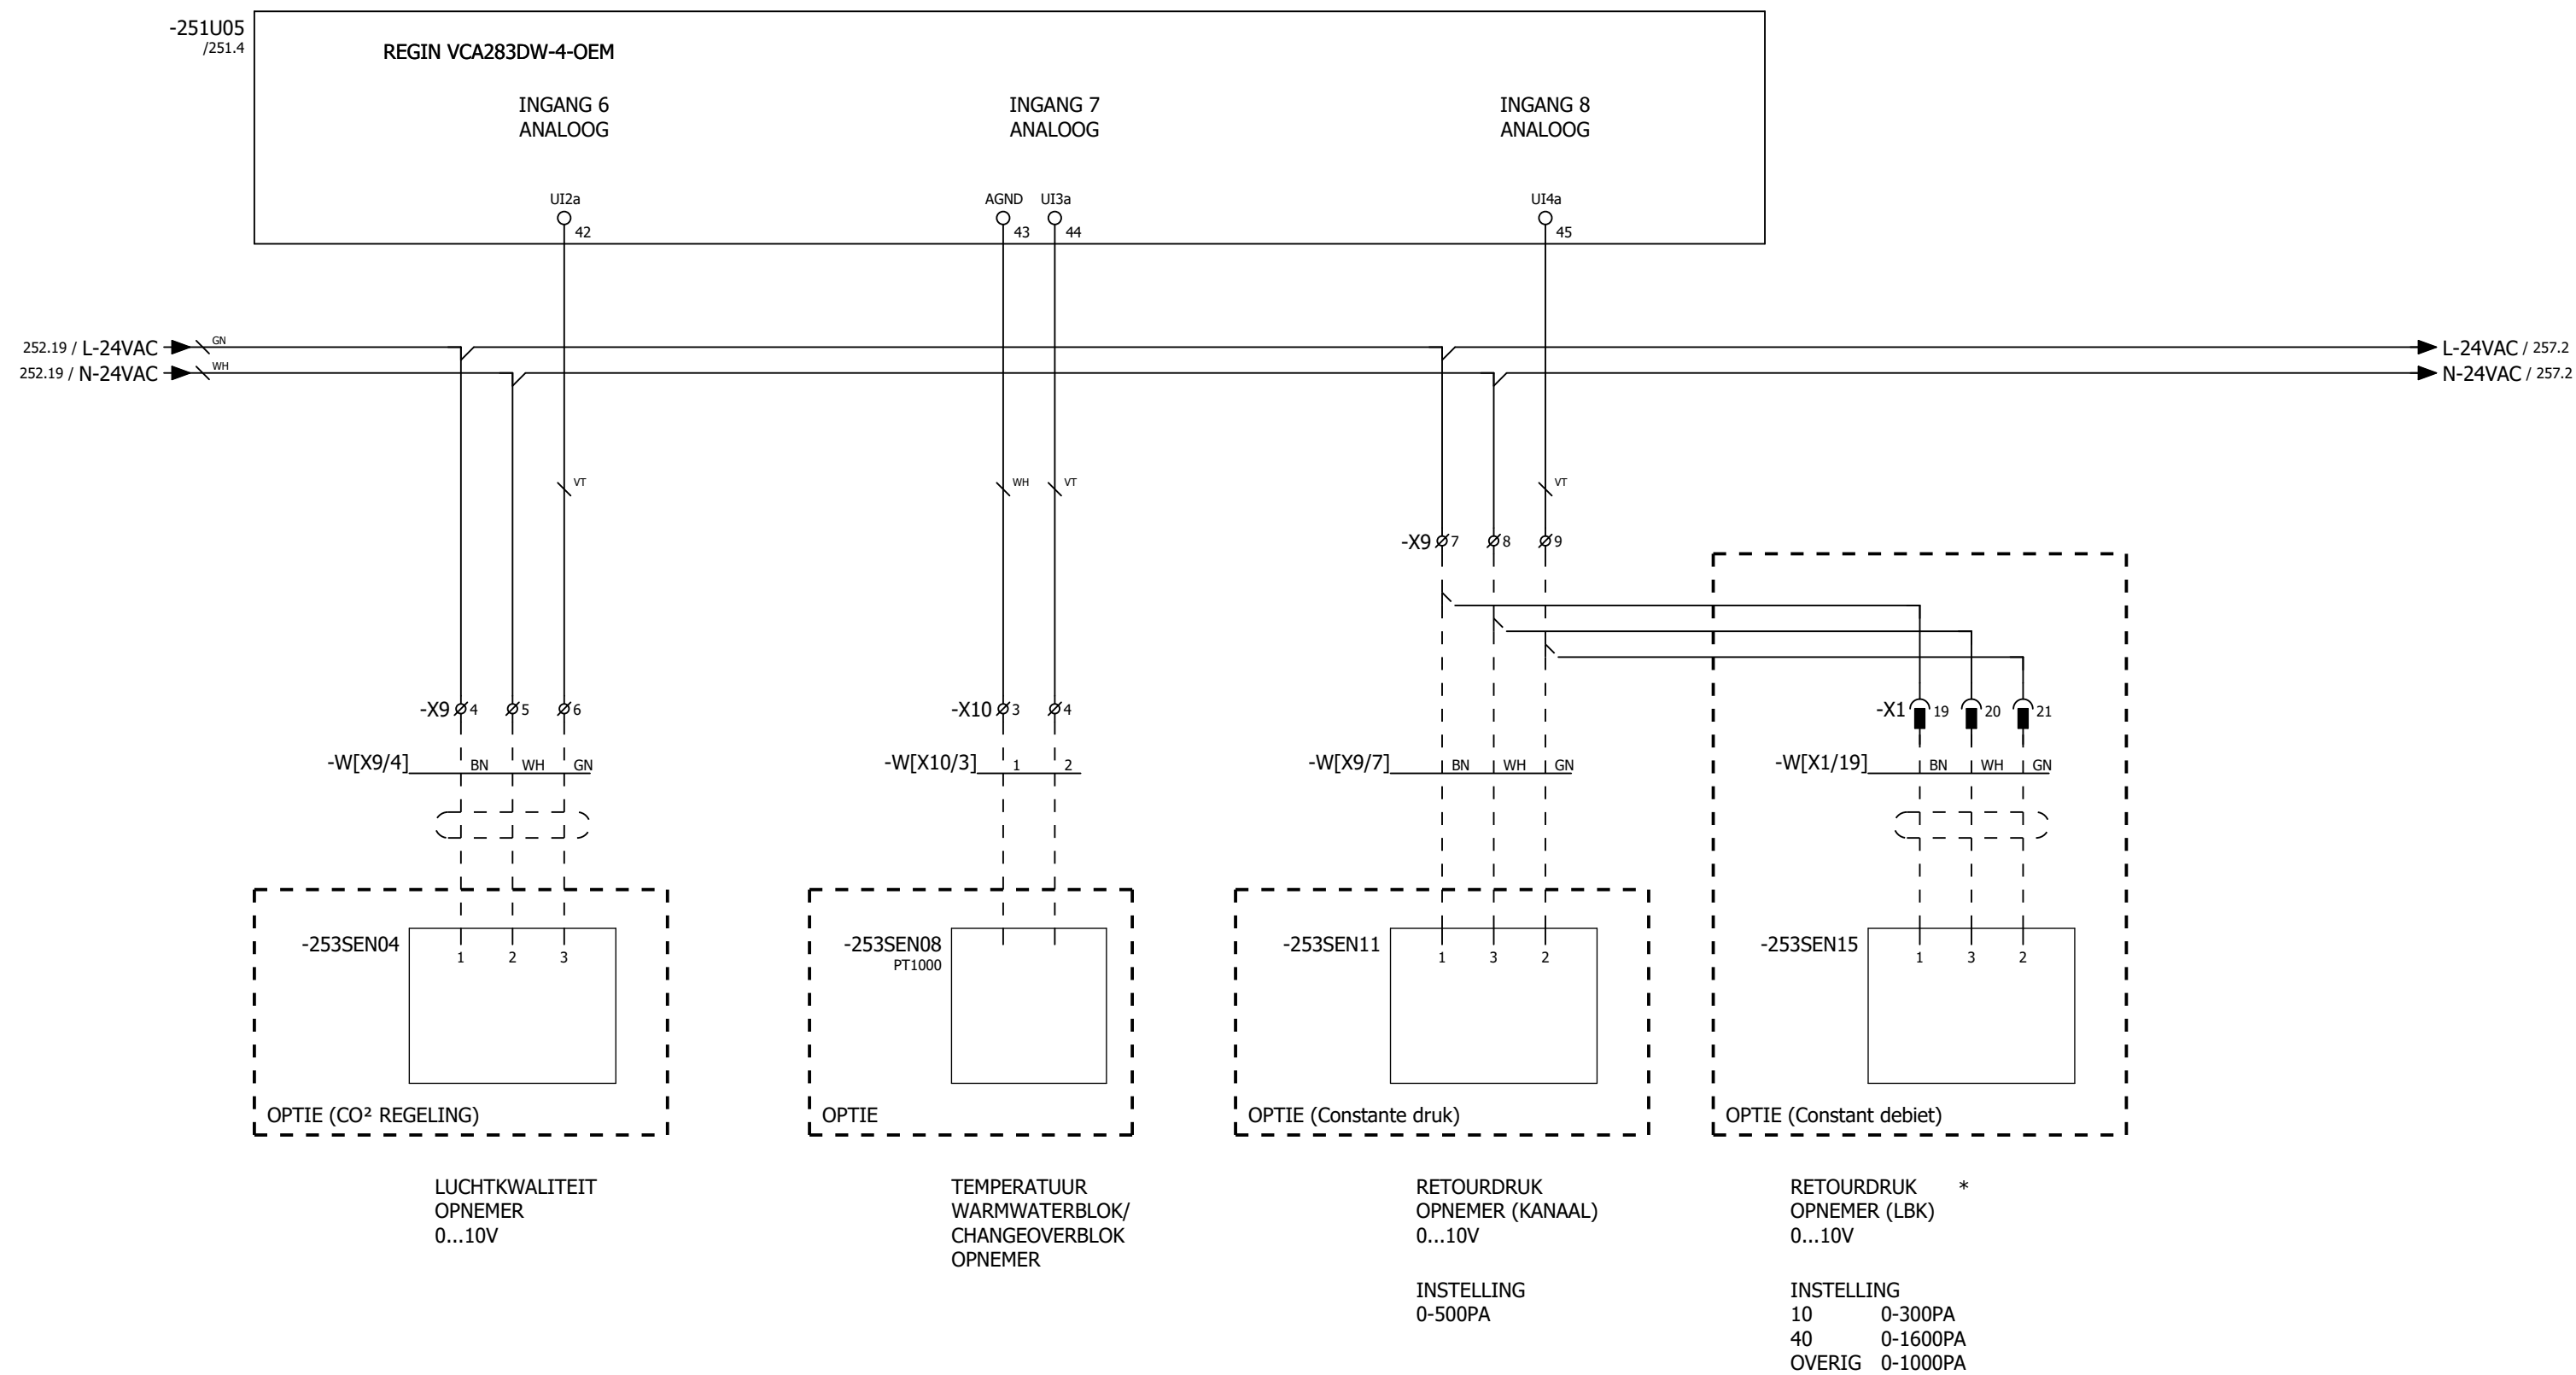 -251U05
/251.4
REGIN VCA283DW-4-OEM
INGANG 6
ANALOOG
INGANG 7
ANALOOG
INGANG 8
ANALOOG
UI2a
AGND UI3a
UI4a
42
43
44
45
252.19 / L-24VAC
GN
L-24VAC / 257.2
252.19 / N-24VAC
WH
N-24VAC / 257.2
VT
WH
VT
VT
-X9 7 8 9
-X9 4 5 6
-X10 3 4
-X1 19 20 21
-W[X9/4] BN WH GN
-W[X10/3] 1 2
-W[X9/7] BN WH GN
-W[X1/19] BN WH GN
-253SEN04
1 2 3
-253SEN08
PT1000
-253SEN11
1 3 2
-253SEN15
1 3 2
OPTIE (CO² REGELING)
OPTIE
OPTIE (Constante druk)
OPTIE (Constant debiet)
LUCHTKWALITEIT
OPNEMER
0...10V
TEMPERATUUR
WARMWATERBLOK/
CHANGEOVERBLOK
OPNEMER
RETOURDRUK
OPNEMER (KANAAL)
0...10V
INSTELLING
0-500PA
RETOURDRUK *
OPNEMER (LBK)
0...10V
INSTELLING
10 0-300PA
40 0-1600PA
OVERIG 0-1000PA